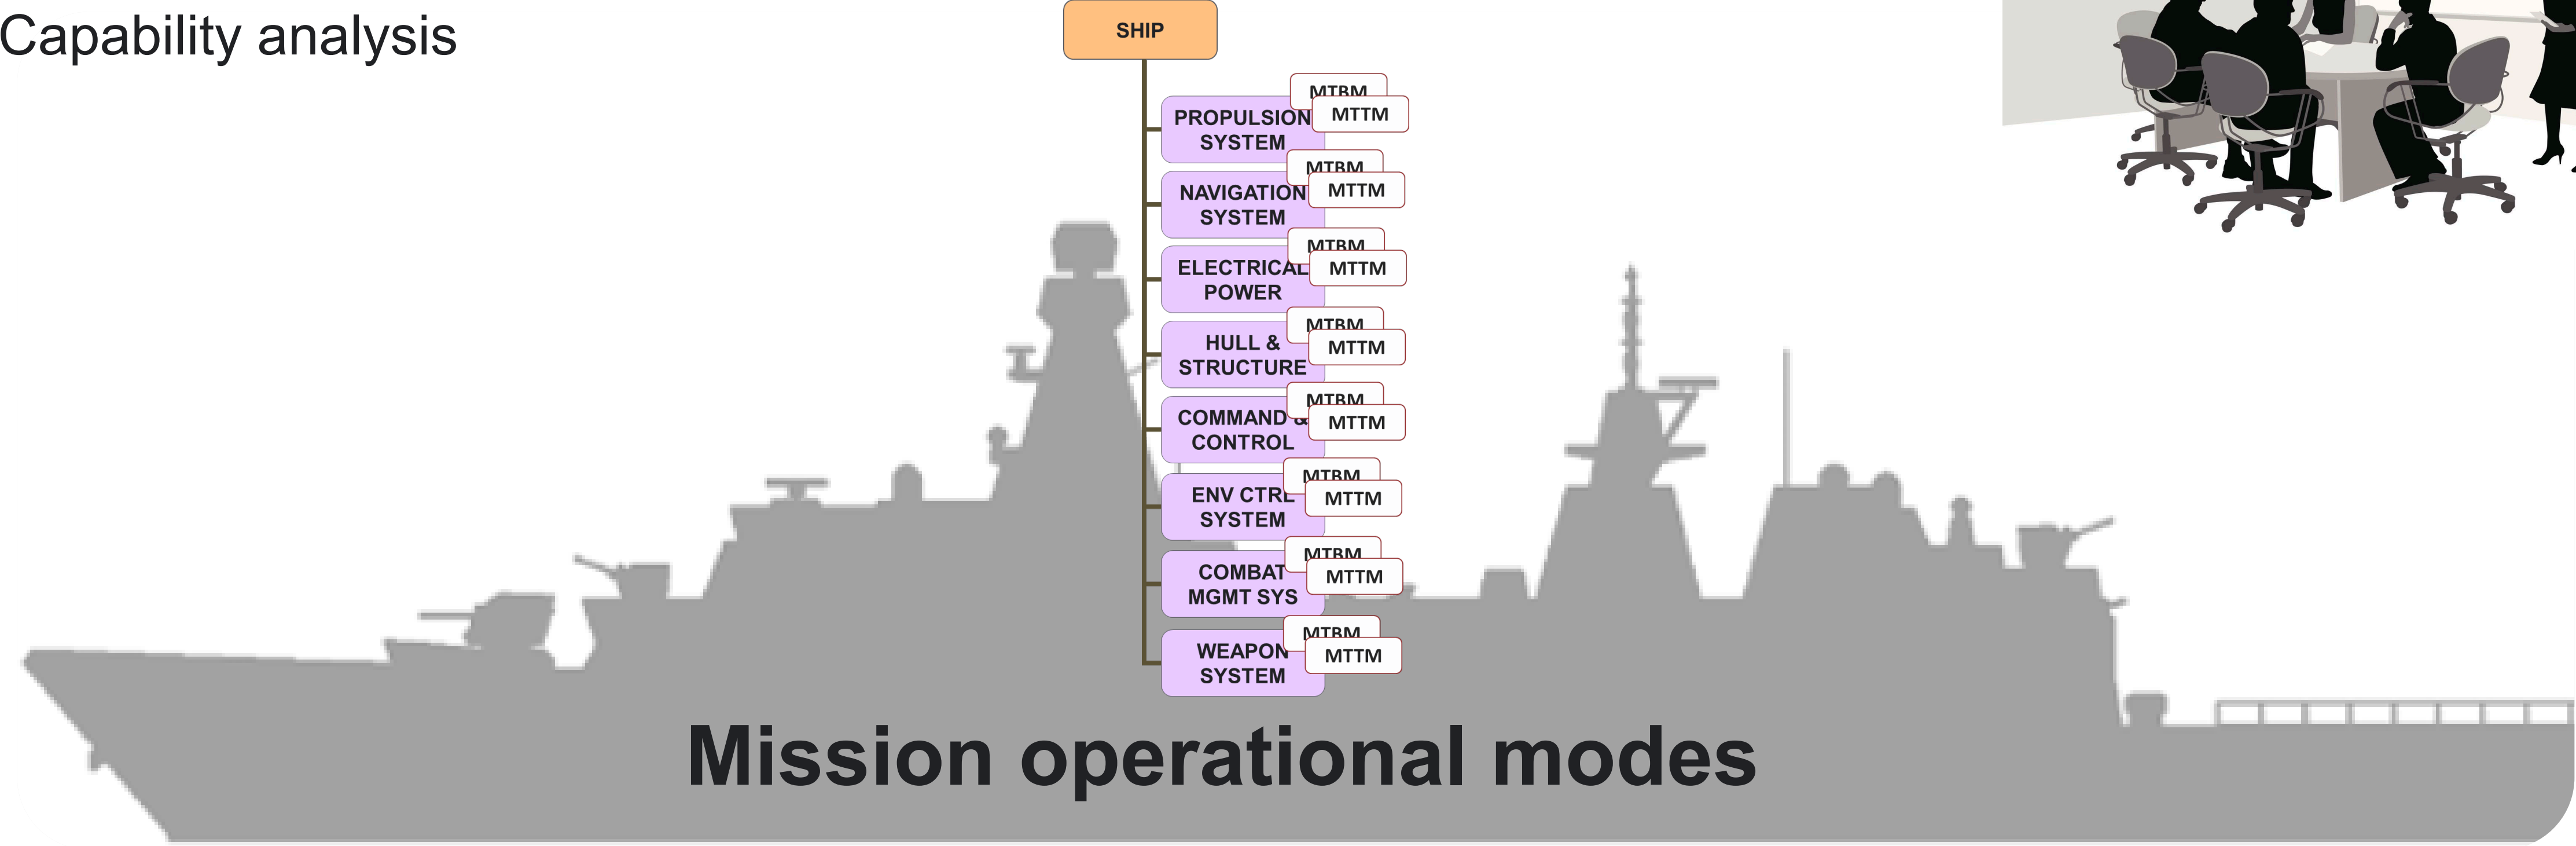 Capability analysis
SHIP
MTBM
MTTM
PROPULSION
SYSTEM
MTBM
MTTM
NAVIGATION
SYSTEM
MTBM
MTTM
ELECTRICAL
POWER
MTBM
MTTM
HULL &
STRUCTURE
MTBM
MTTM
COMMAND &
CONTROL
MTBM
MTTM
ENV CTRL
SYSTEM
MTBM
MTTM
COMBAT
MGMT SYS
MTBM
MTTM
WEAPON
SYSTEM
Mission operational modes